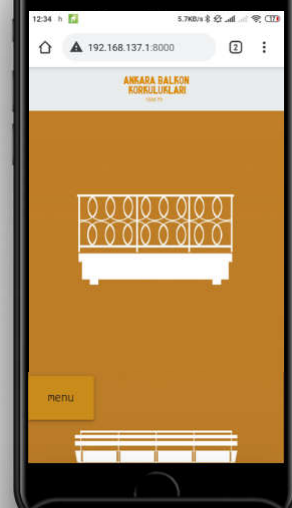 12:34 h
5.7KB/s
192.168.137.1:8000
2
ANKARA BALKON
KORKULUKLARI
menu